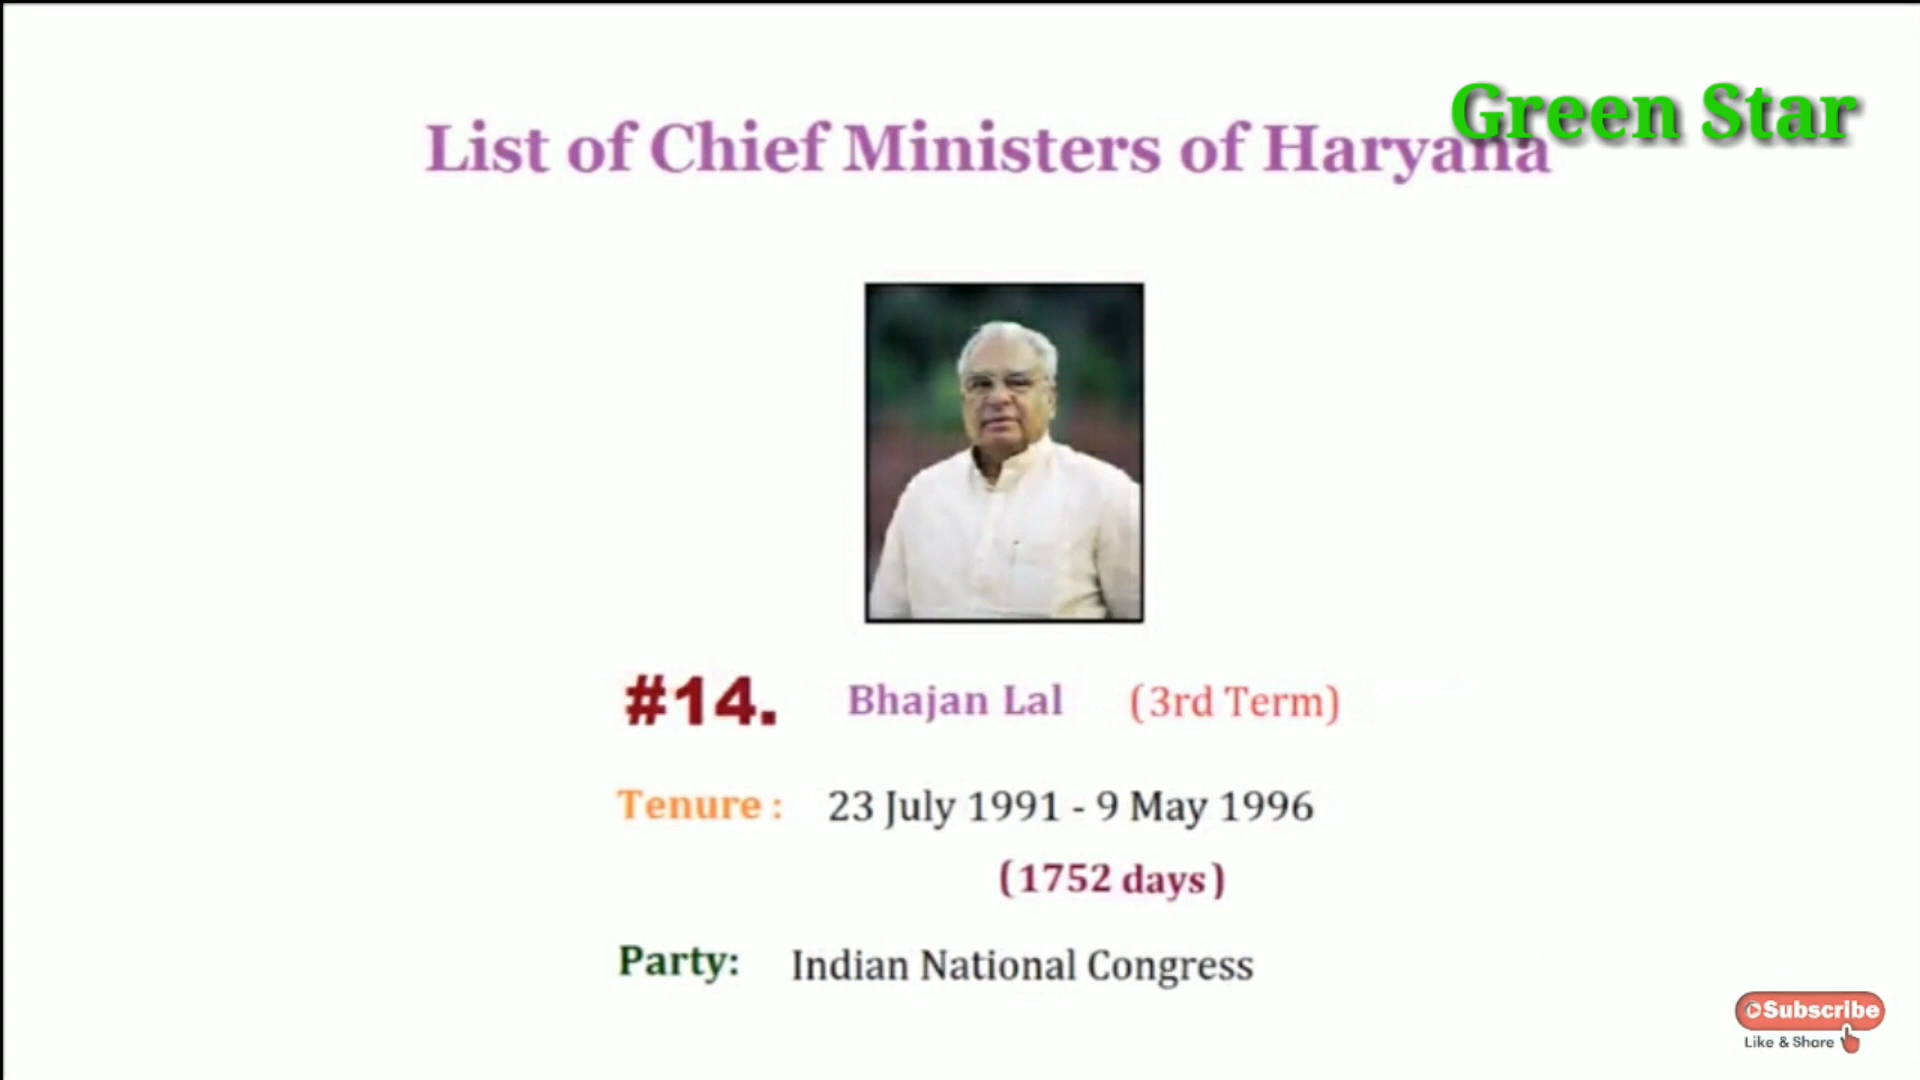 Green Star
List of Chief Ministers of Haryana
#14. Bhajan Lal (3rd Term)
Tenure : 23 July 1991 - 9 May 1996
(1752 days)
Party: Indian National Congress
Subscribe
Like & Share